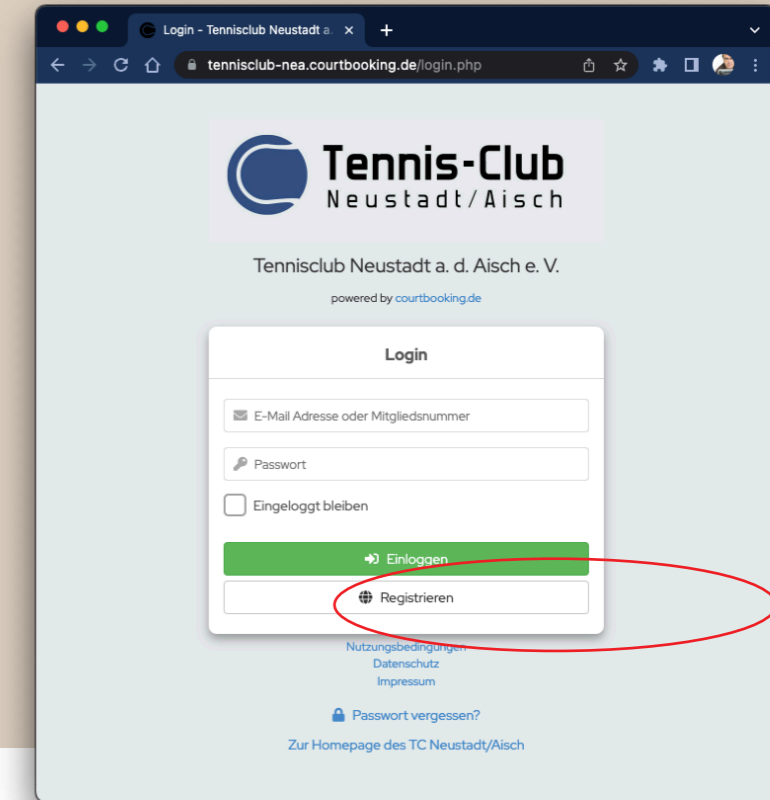 Login - Tennisclub Neustadt a.
tennisclub-nea.courtbooking.de/login.php
Tennis-Club
Neustadt/Aisch
Tennisclub Neustadt a. d. Aisch e. V.
powered by courtbooking.de
Login
E-Mail Adresse oder Mitgliedsnummer
Passwort
Eingeloggt bleiben
Einloggen
Registrieren
Nutzungsbedingungen
Datenschutz
Impressum
Passwort vergessen?
Zur Homepage des TC Neustadt/Aisch